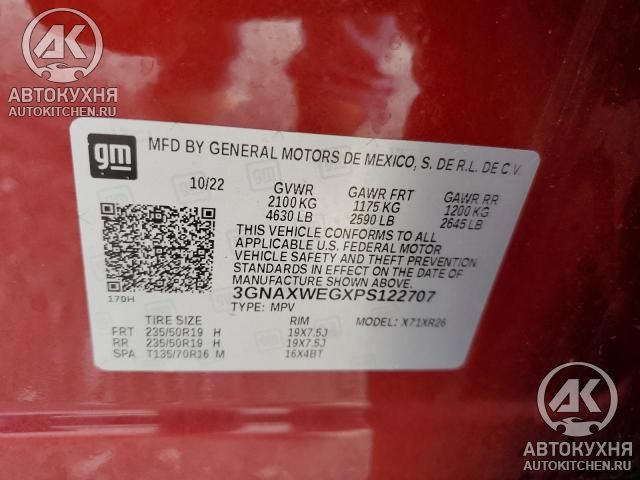 АК
АВТОКУХНЯ
AUTOKITCHEN.RU
gm
MFD BY GENERAL MOTORS DE MEXICO, S. DE R.L. DE C.V.
10/22 GVWR GAWR FRT GAWR RR
2100 KG 1175 KG 1200 KG
4630 LB 2590 LB 2645 LB
THIS VEHICLE CONFORMS TO ALL
APPLICABLE U.S. FEDERAL MOTOR
VEHICLE SAFETY AND THEFT
PREVENTION STANDARDS IN EFFECT
ON THE DATE OF MANUFACTURE
SHOWN ABOVE.
170H
3GNAXWEGXPS122707
TYPE: MPV MODEL: X71XR26
TIRE SIZE RIM
FRT 235/50R19 H 19X7.5J
RR 235/50R19 H 19X7.5J
SPA T135/70R16 M 16X4BT
АК
АВТОКУХНЯ
AUTOKITCHEN.RU